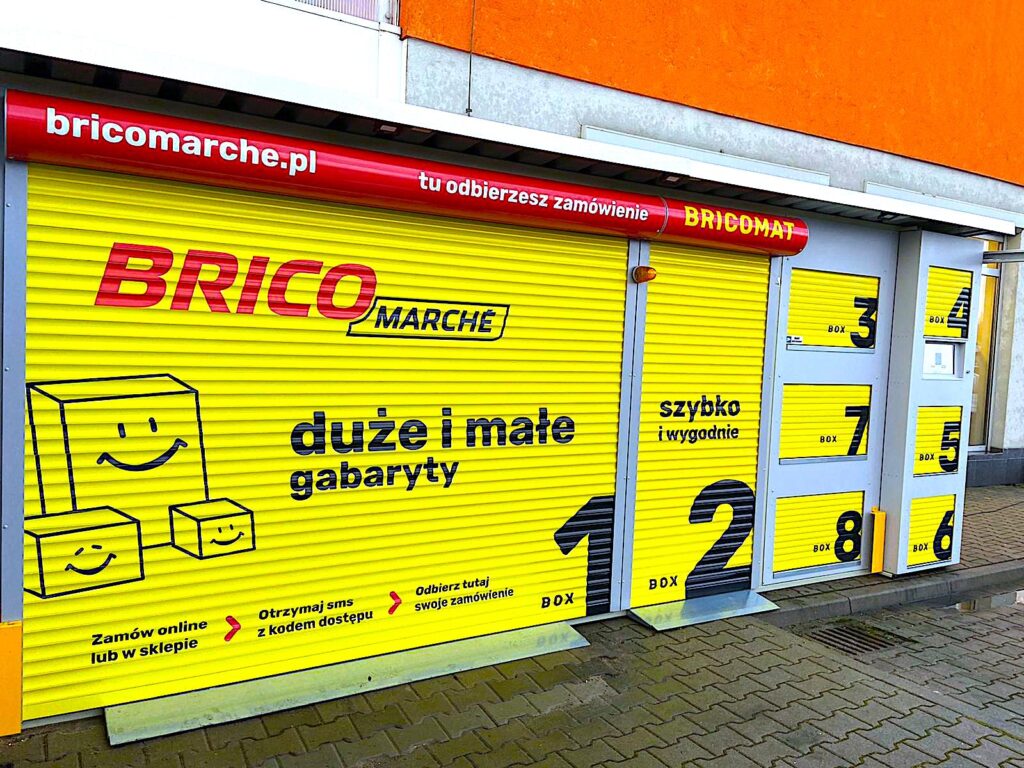 bricomarche.pl
tu odbierzesz zamówienie
BRICOMAT
BRICO
MARCHÉ
duże i małe
gabaryty
Zamów online
lub w sklepie
Otrzymaj sms
z kodem dostępu
Odbierz tutaj
swoje zamówienie
BOX 1
szybko
i wygodnie
BOX 2
BOX 3
BOX 7
BOX 8
BOX 4
BOX 5
BOX 6